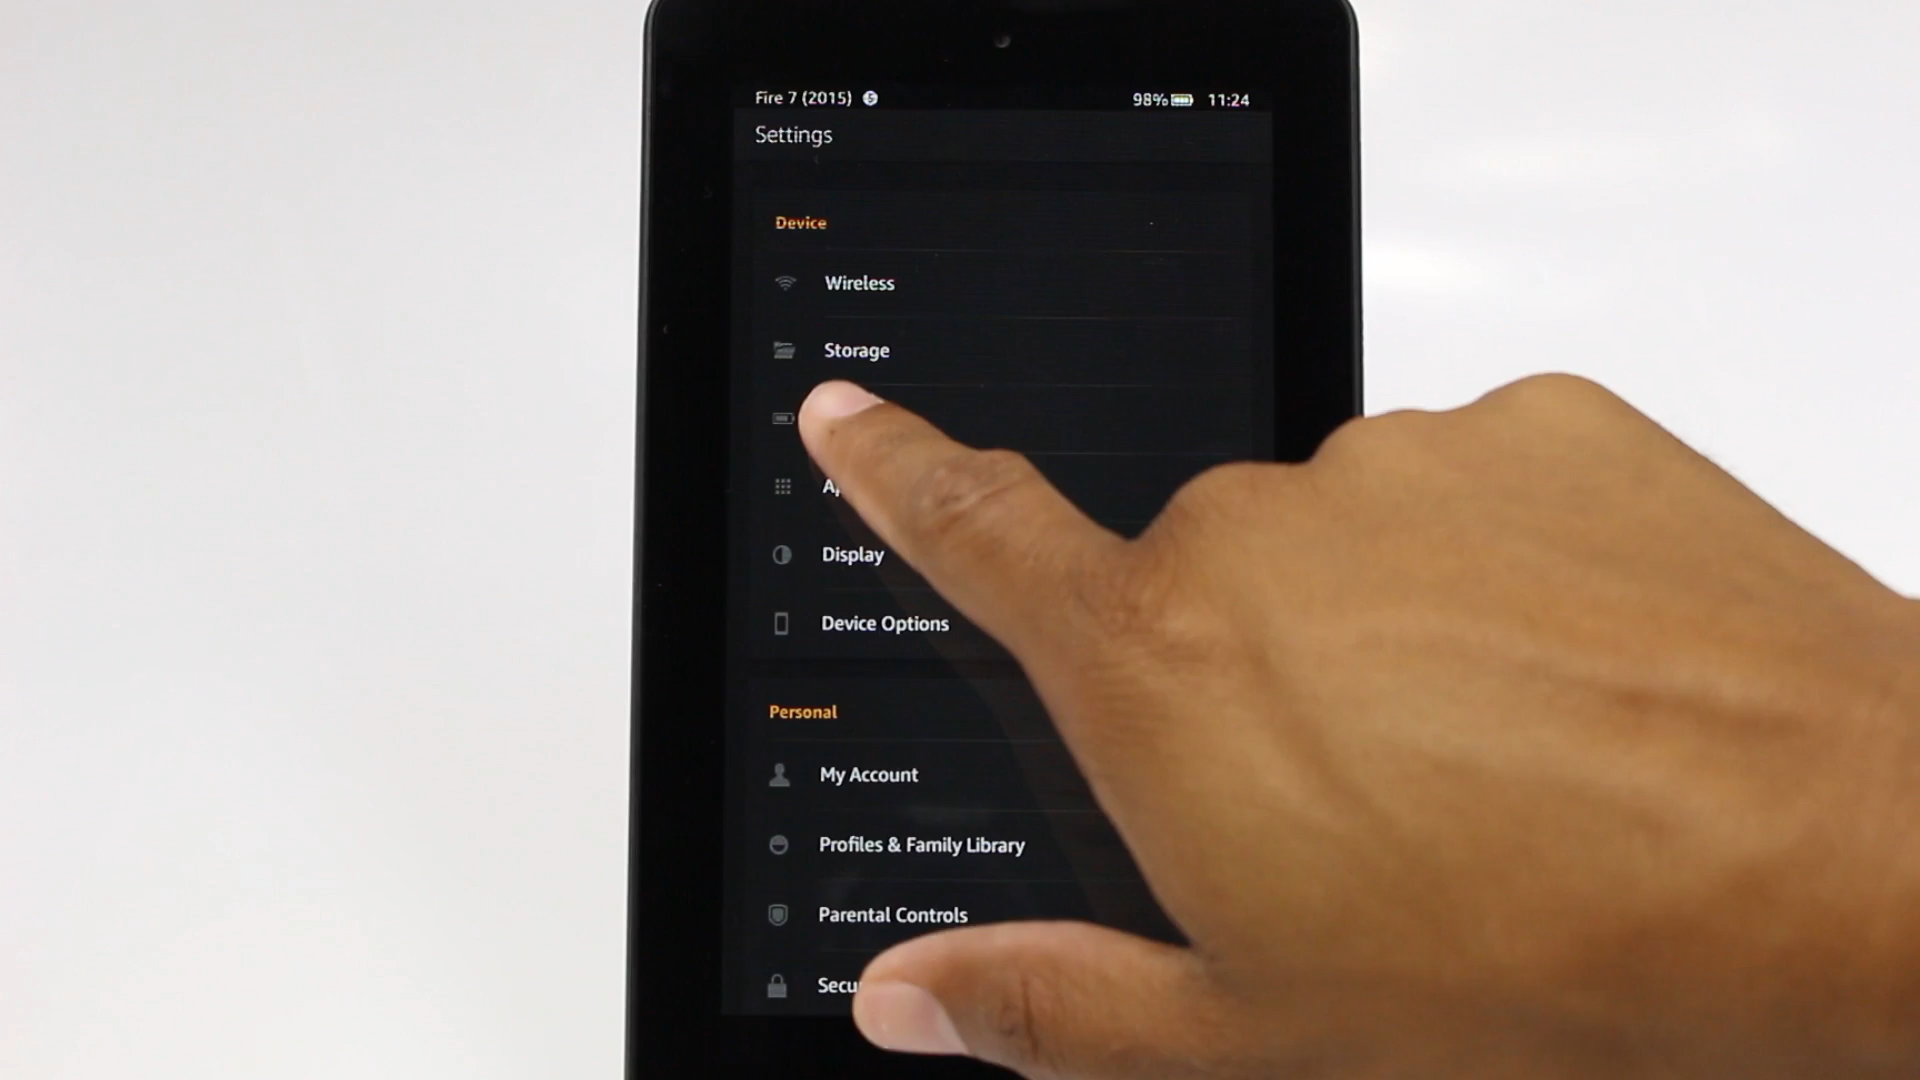 Fire 7 (2015) 98% 11:24
Settings
Device
Wireless
Storage
Display
Device Options
Personal
My Account
Profiles & Family Library
Parental Controls